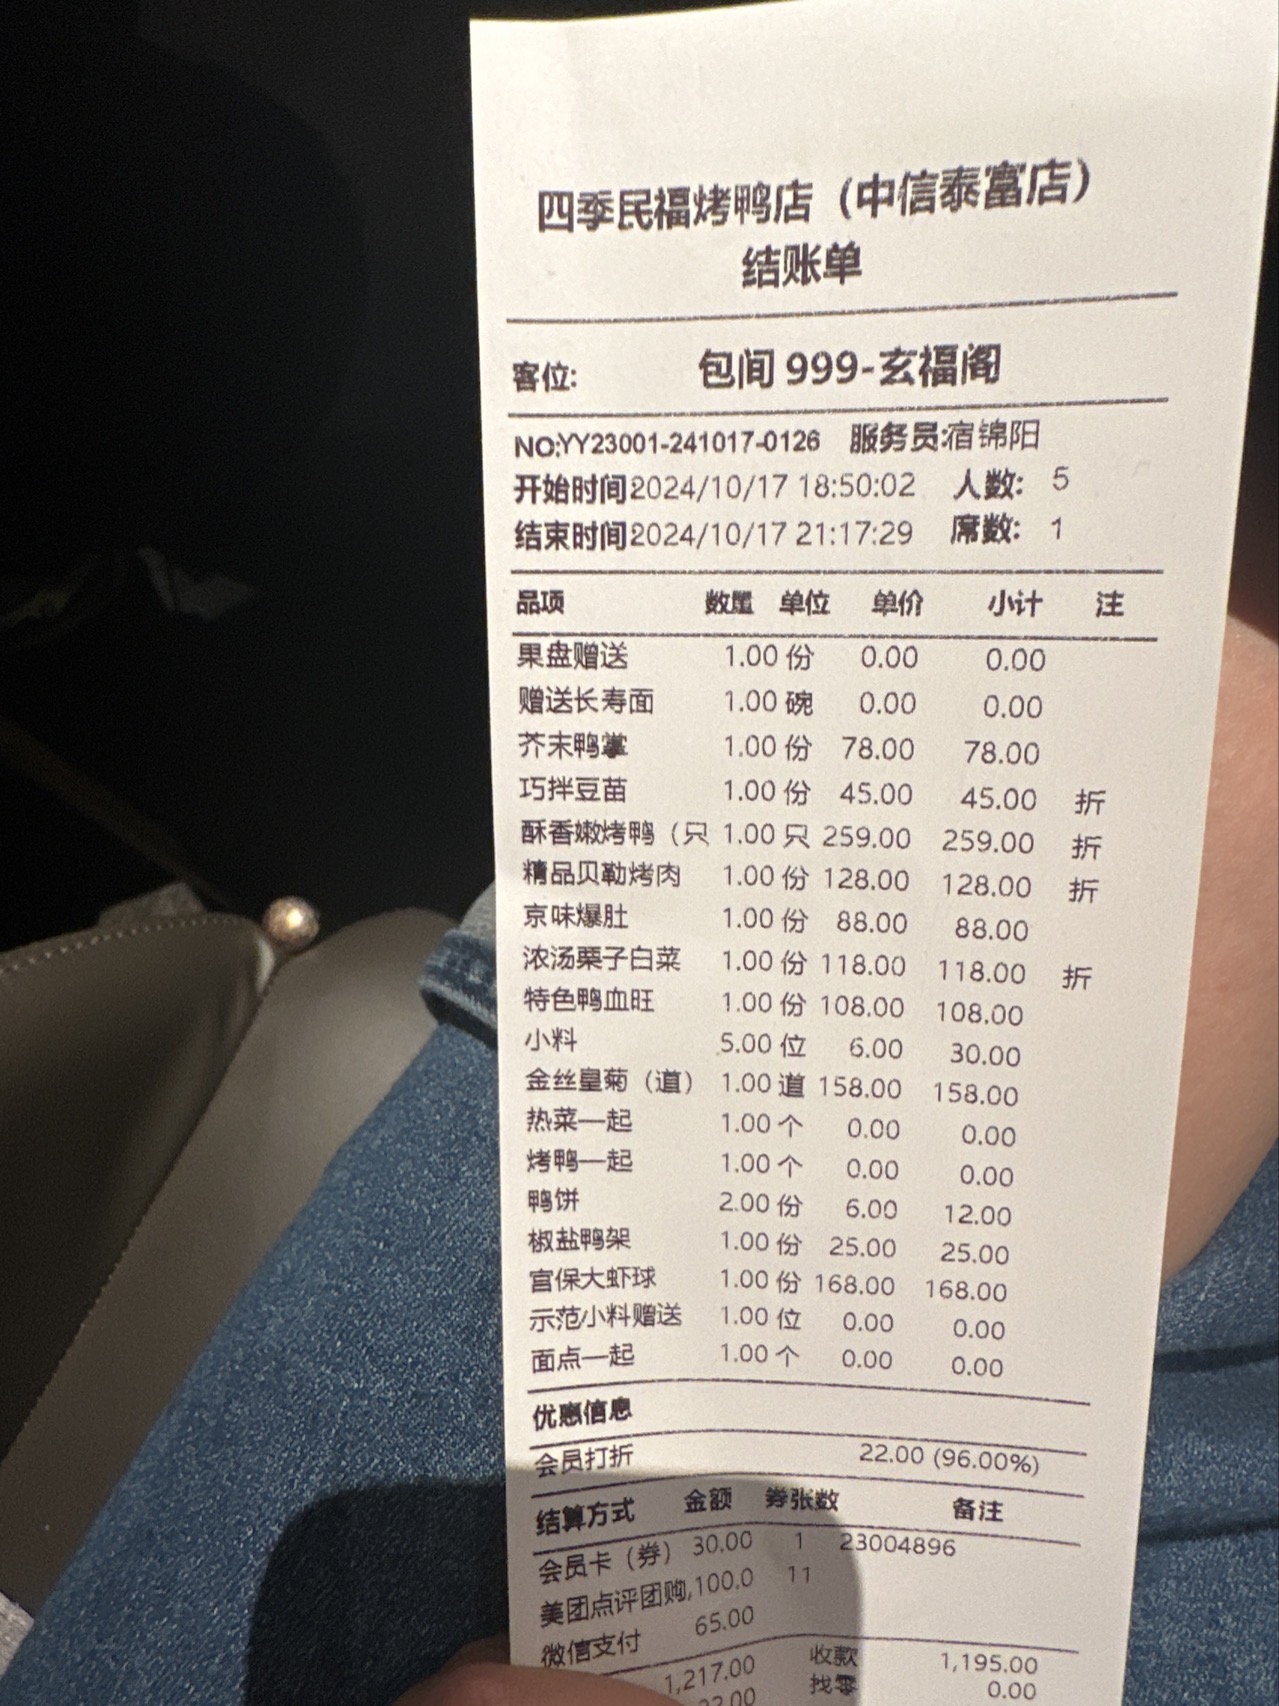 四季民福烤鸭店（中信泰富店）
结账单
客位: 包间 999-玄福阁
NO:YY23001-241017-0126 服务员:宿锦阳
开始时间2024/10/17 18:50:02 人数: 5
结束时间2024/10/17 21:17:29 席数: 1
品项 数量 单位 单价 小计 注
果盘赠送 1.00 份 0.00 0.00
赠送长寿面 1.00 碗 0.00 0.00
芥末鸭掌 1.00 份 78.00 78.00
巧拌豆苗 1.00 份 45.00 45.00 折
酥香嫩烤鸭（只 1.00 只 259.00 259.00 折
精品贝勒烤肉 1.00 份 128.00 128.00 折
京味爆肚 1.00 份 88.00 88.00
浓汤栗子白菜 1.00 份 118.00 118.00 折
特色鸭血旺 1.00 份 108.00 108.00
小料 5.00 位 6.00 30.00
金丝皇菊（道） 1.00 道 158.00 158.00
热菜—起 1.00 个 0.00 0.00
烤鸭—起 1.00 个 0.00 0.00
鸭饼 2.00 份 6.00 12.00
椒盐鸭架 1.00 份 25.00 25.00
宫保大虾球 1.00 份 168.00 168.00
示范小料赠送 1.00 位 0.00 0.00
面点—起 1.00 个 0.00 0.00
优惠信息
会员打折 22.00 (96.00%)
结算方式 金额 券张数 备注
会员卡（券） 30.00 1 23004896
美团点评团购,100.0 11
微信支付 65.00
1,217.00 收款 1,195.00
22.00 找零 0.00